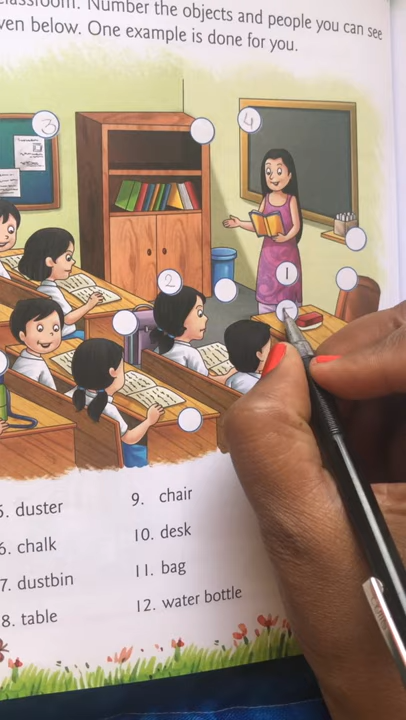 classroom. Number the objects and people you can see
ven below. One example is done for you.
3
4
2
1
5. duster
6. chalk
7. dustbin
8. table
9. chair
10. desk
11. bag
12. water bottle